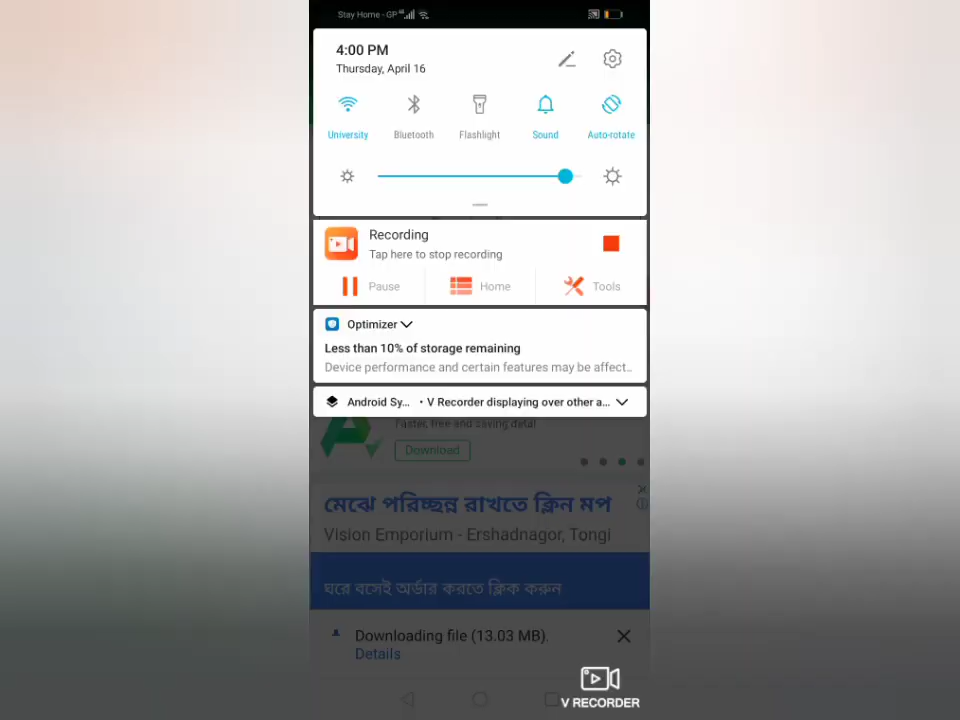 Stay Home - GP
4:00 PM
Thursday, April 16
University
Bluetooth
Flashlight
Sound
Auto-rotate
Recording
Tap here to stop recording
Pause
Home
Tools
Optimizer
Less than 10% of storage remaining
Device performance and certain features may be affect..
Android Sy... • V Recorder displaying over other a...
Faster, free and saving data!
Download
মেঝে পরিচ্ছন্ন রাখতে ক্লিন মপ
Vision Emporium - Ershadnagor, Tongi
ঘরে বসেই অর্ডার করতে ক্লিক করুন
Downloading file (13.03 MB).
Details
V RECORDER